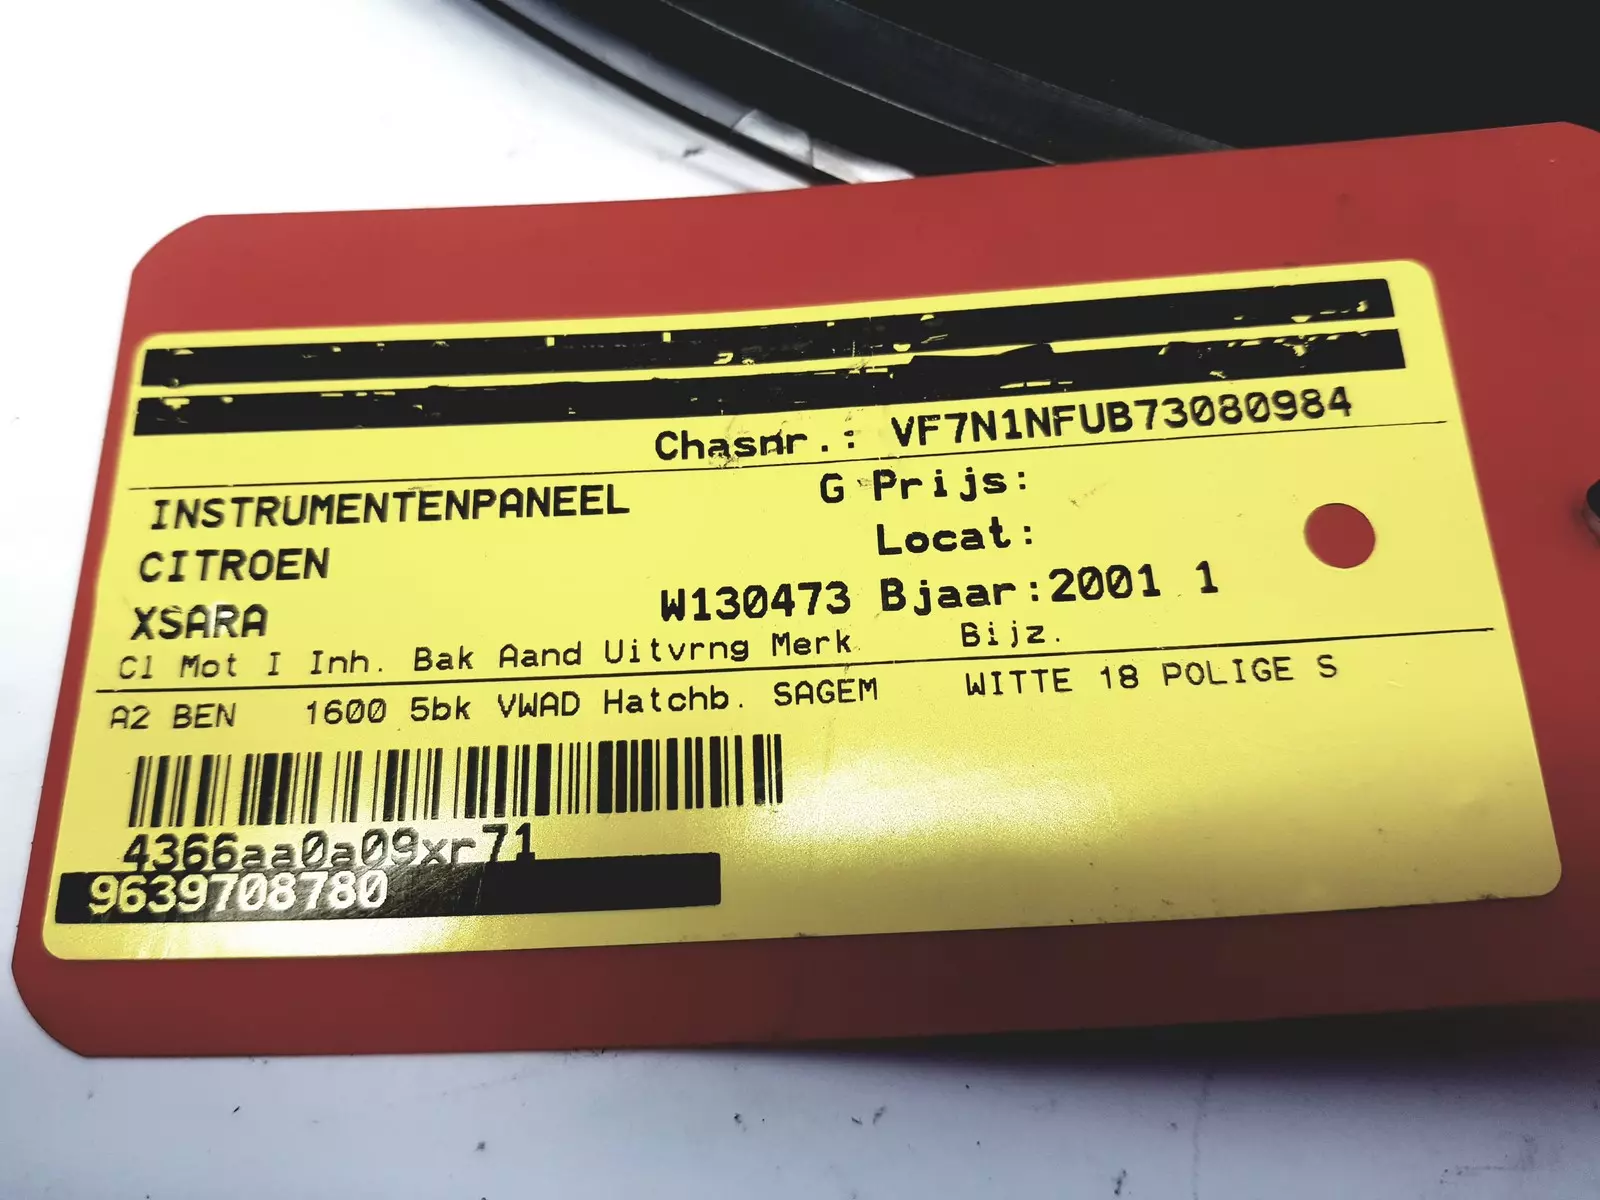 Chasnr.: VF7N1NFUB73080984
INSTRUMENTENPANEEL G Prijs:
CITROEN Locat:
XSARA W130473 Bjaar:2001 1
Cl Mot I Inh. Bak Aand Uitvrng Merk Bijz.
A2 BEN 1600 5bk VWAD Hatchb. SAGEM WITTE 18 POLIGE S
4366aa0a09xr71
9639708780